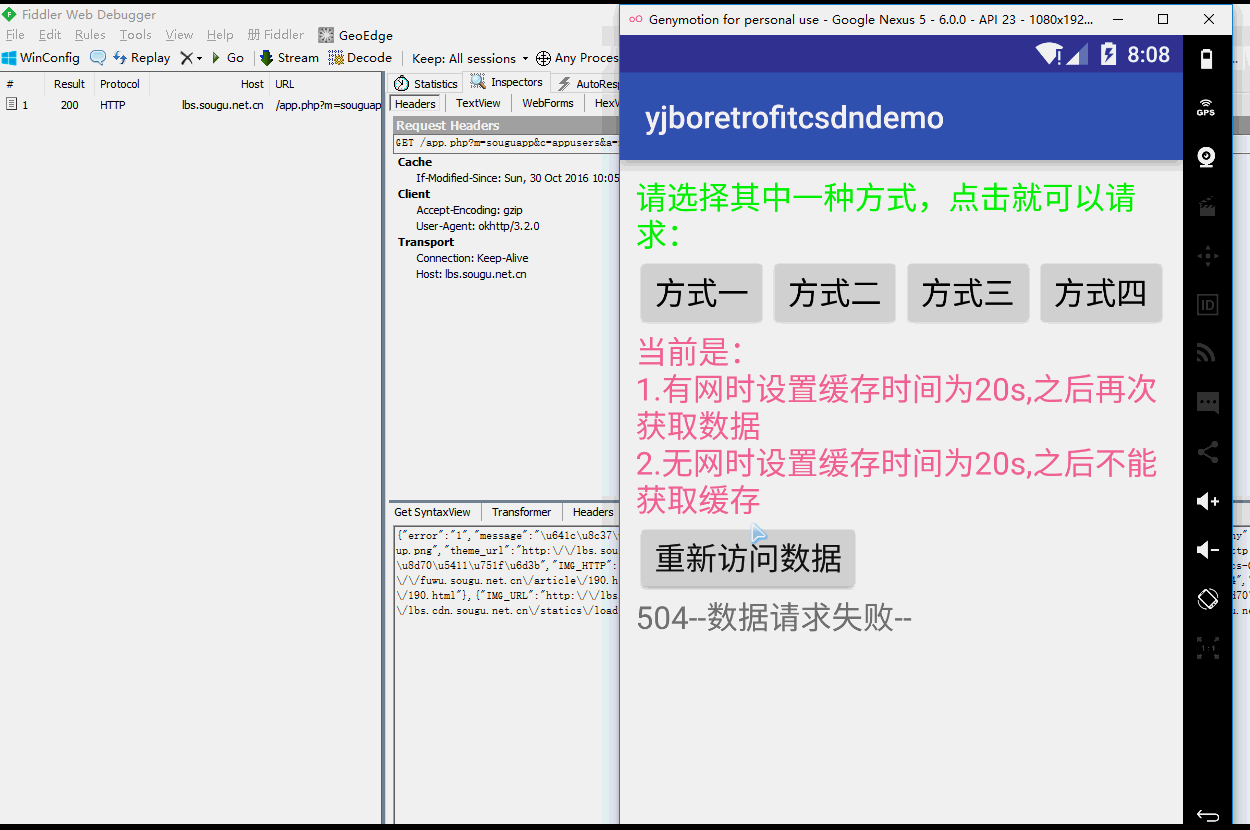 Fiddler Web Debugger
File Edit Rules Tools View Help Fiddler GeoEdge
WinConfig Replay Go Stream Decode Keep: All sessions Any Proces
# Result Protocol Host URL
1 200 HTTP lbs.sougu.net.cn /app.php?m=souguap
Statistics Inspectors AutoResp
Headers TextView WebForms HexV
Request Headers
GET /app.php?m=souguapp&c=appusers&a=
Cache
If-Modified-Since: Sun, 30 Oct 2016 10:05
Client
Accept-Encoding: gzip
User-Agent: okhttp/3.2.0
Transport
Connection: Keep-Alive
Host: lbs.sougu.net.cn
Get SyntaxView Transformer Headers
{"error":"1","message":"\u641c\u8c37\u
up.png","theme_url":"http:\/\/lbs.sou
\u8d70\u5411\u751f\u6d3b","IMG_HTTP":
\/\/fuwu.sougu.net.cn\/article\/190.h
\/190.html"},{"IMG_URL":"http:\/\/lbs
\/lbs.cdn.sougu.net.cn\/statics\/load
Genymotion for personal use - Google Nexus 5 - 6.0.0 - API 23 - 1080x192...
8:08
yjboretrofitcsdndemo
请选择其中一种方式，点击就可以请
求：
方式一 方式二 方式三 方式四
当前是：
1.有网时设置缓存时间为20s,之后再次
获取数据
2.无网时设置缓存时间为20s,之后不能
获取缓存
重新访问数据
504--数据请求失败--
GPS
ID
1:1